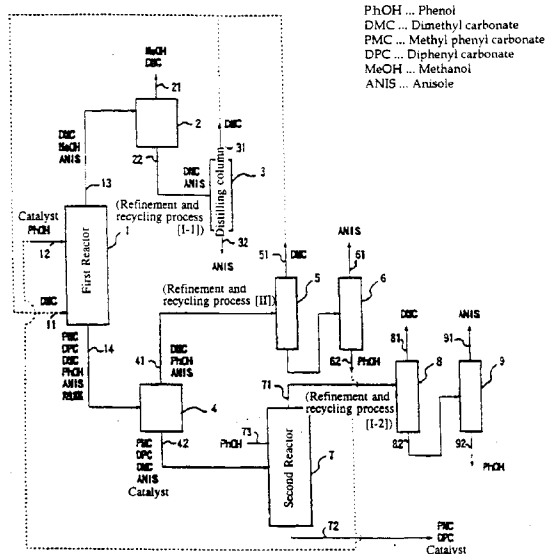 PhOH ... Phenol
DMC ... Dimethyl carbonate
PMC ... Methyl phenyl carbonate
DPC ... Diphenyl carbonate
MeOH ... Methanol
ANIS ... Anisole
MeOH
DMC
21
2
DMC
MeOH
ANIS
22
DMC
ANIS
DMC
31
3
Distilling column
13
(Refinement and
recycling process
[I-1])
32
ANIS
Catalyst
PhOH
12
1
First Reactor
DMC
11
14
PMC
DPC
DMC
PhOH
ANIS
51
DMC
5
ANIS
61
6
(Refinement and
recycling process [II])
62
PhOH
41
DMC
PhOH
ANIS
4
42
PMC
DPC
DMC
ANIS
Catalyst
71
(Refinement and
recycling process
[I-2])
73
PhOH
Second Reactor
7
DMC
81
8
82
ANIS
91
9
92
PhOH
72
PMC
DPC
Catalyst